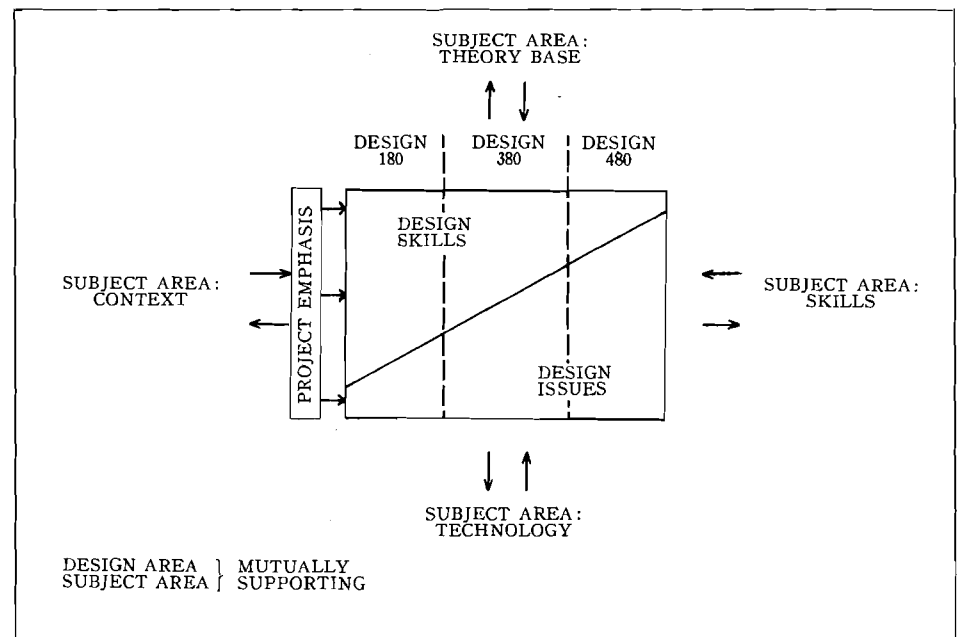 SUBJECT AREA:
THEORY BASE
DESIGN 180
DESIGN 380
DESIGN 480
PROJECT EMPHASIS
DESIGN
SKILLS
SUBJECT AREA:
CONTEXT
SUBJECT AREA:
SKILLS
DESIGN
ISSUES
SUBJECT AREA:
TECHNOLOGY
DESIGN AREA } MUTUALLY
SUBJECT AREA } SUPPORTING